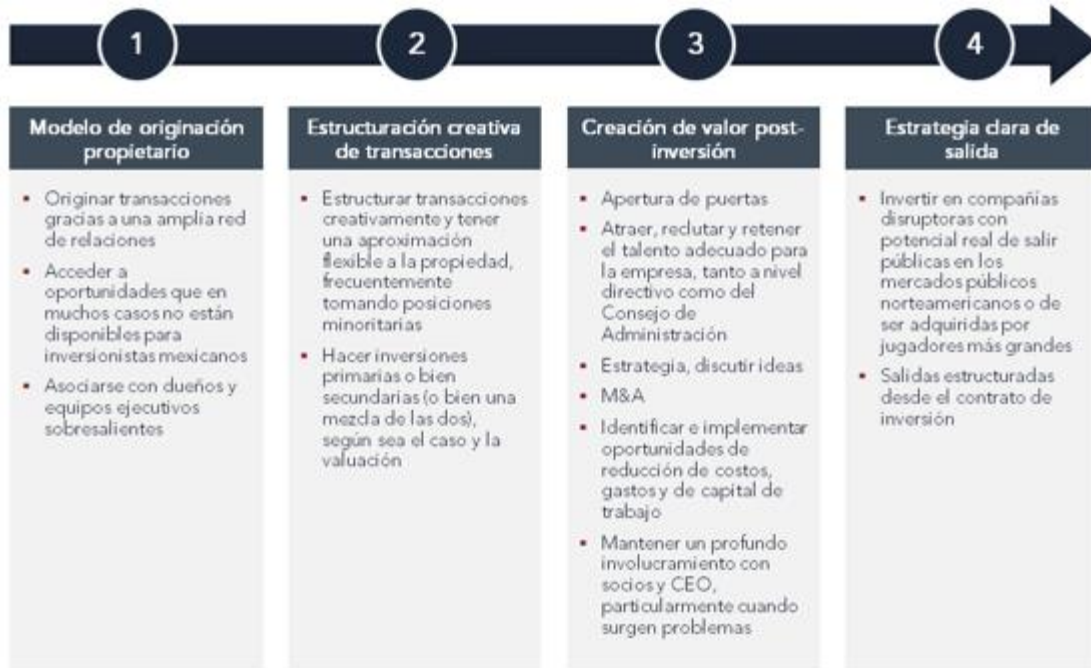 1
2
3
4
Modelo de originación
propietario
• Originar transacciones
gracias a una amplia red
de relaciones
• Acceder a
oportunidades que en
muchos casos no están
disponibles para
inversionistas mexicanos
• Asociarse con dueños y
equipos ejecutivos
sobresalientes
Estructuración creativa
de transacciones
• Estructurar transacciones
creativamente y tener
una aproximación
flexible a la propiedad,
frecuentemente
tomando posiciones
minoritarias
• Hacer inversiones
primarias o bien
secundarias (o bien una
mezcla de las dos),
según sea el caso y la
valuación
Creación de valor post-
inversión
• Apertura de puertas
• Atraer, reclutar y retener
el talento adecuado para
la empresa, tanto a nivel
directivo como del
Consejo de
Administración
• Estrategia, discutir ideas
• M&A
• Identificar e implementar
oportunidades de
reducción de costos,
gastos y de capital de
trabajo
• Mantener un profundo
involucramiento con
socios y CEO,
particularmente cuando
surgen problemas
Estrategia clara de
salida
• Invertir en compañías
disruptoras con
potencial real de salir
públicas en los
mercados públicos
norteamericanos o de
ser adquiridas por
jugadores más grandes
• Salidas estructuradas
desde el contrato de
inversión